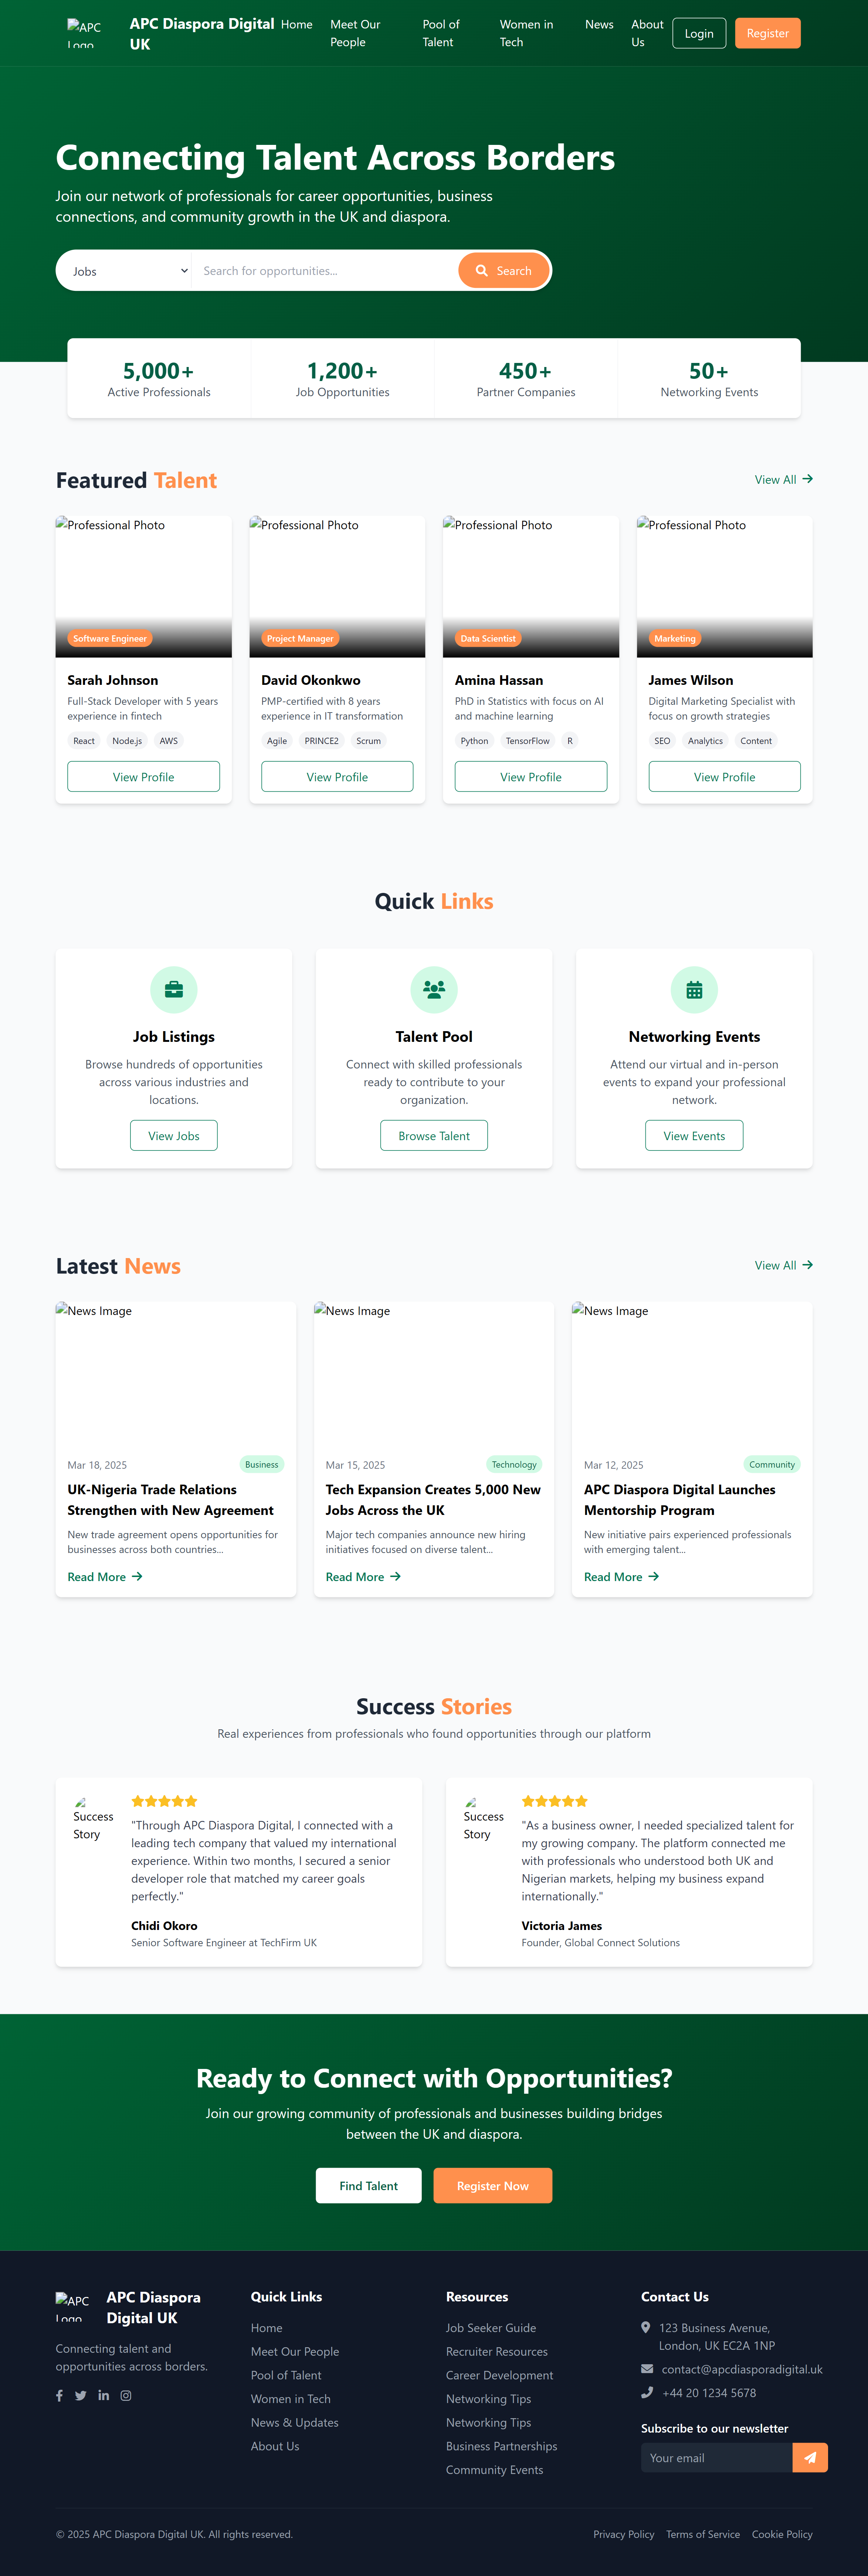 APC
Logo
APC Diaspora Digital
UK
Home
Meet Our
People
Pool of
Talent
Women in
Tech
News
About
Us
Login
Register
Connecting Talent Across Borders
Join our network of professionals for career opportunities, business
connections, and community growth in the UK and diaspora.
Jobs
Search for opportunities...
Search
5,000+
Active Professionals
1,200+
Job Opportunities
450+
Partner Companies
50+
Networking Events
Featured Talent
View All
Professional Photo
Software Engineer
Sarah Johnson
Full-Stack Developer with 5 years
experience in fintech
React Node.js AWS
View Profile
Professional Photo
Project Manager
David Okonkwo
PMP-certified with 8 years
experience in IT transformation
Agile PRINCE2 Scrum
View Profile
Professional Photo
Data Scientist
Amina Hassan
PhD in Statistics with focus on AI
and machine learning
Python TensorFlow R
View Profile
Professional Photo
Marketing
James Wilson
Digital Marketing Specialist with
focus on growth strategies
SEO Analytics Content
View Profile
Quick Links
Job Listings
Browse hundreds of opportunities
across various industries and
locations.
View Jobs
Talent Pool
Connect with skilled professionals
ready to contribute to your
organization.
Browse Talent
Networking Events
Attend our virtual and in-person
events to expand your professional
network.
View Events
Latest News
View All
News Image
Mar 18, 2025 Business
UK-Nigeria Trade Relations
Strengthen with New Agreement
New trade agreement opens opportunities for
businesses across both countries...
Read More
News Image
Mar 15, 2025 Technology
Tech Expansion Creates 5,000 New
Jobs Across the UK
Major tech companies announce new hiring
initiatives focused on diverse talent...
Read More
News Image
Mar 12, 2025 Community
APC Diaspora Digital Launches
Mentorship Program
New initiative pairs experienced professionals
with emerging talent...
Read More
Success Stories
Real experiences from professionals who found opportunities through our platform
Success
Story
"Through APC Diaspora Digital, I connected with a
leading tech company that valued my international
experience. Within two months, I secured a senior
developer role that matched my career goals
perfectly."
Chidi Okoro
Senior Software Engineer at TechFirm UK
Success
Story
"As a business owner, I needed specialized talent for
my growing company. The platform connected me
with professionals who understood both UK and
Nigerian markets, helping my business expand
internationally."
Victoria James
Founder, Global Connect Solutions
Ready to Connect with Opportunities?
Join our growing community of professionals and businesses building bridges
between the UK and diaspora.
Find Talent
Register Now
APC
Logo
APC Diaspora
Digital UK
Connecting talent and
opportunities across borders.
Quick Links
Home
Meet Our People
Pool of Talent
Women in Tech
News & Updates
About Us
Resources
Job Seeker Guide
Recruiter Resources
Career Development
Networking Tips
Networking Tips
Business Partnerships
Community Events
Contact Us
123 Business Avenue,
London, UK EC2A 1NP
contact@apcdiasporadigital.uk
+44 20 1234 5678
Subscribe to our newsletter
Your email
© 2025 APC Diaspora Digital UK. All rights reserved.
Privacy Policy Terms of Service Cookie Policy